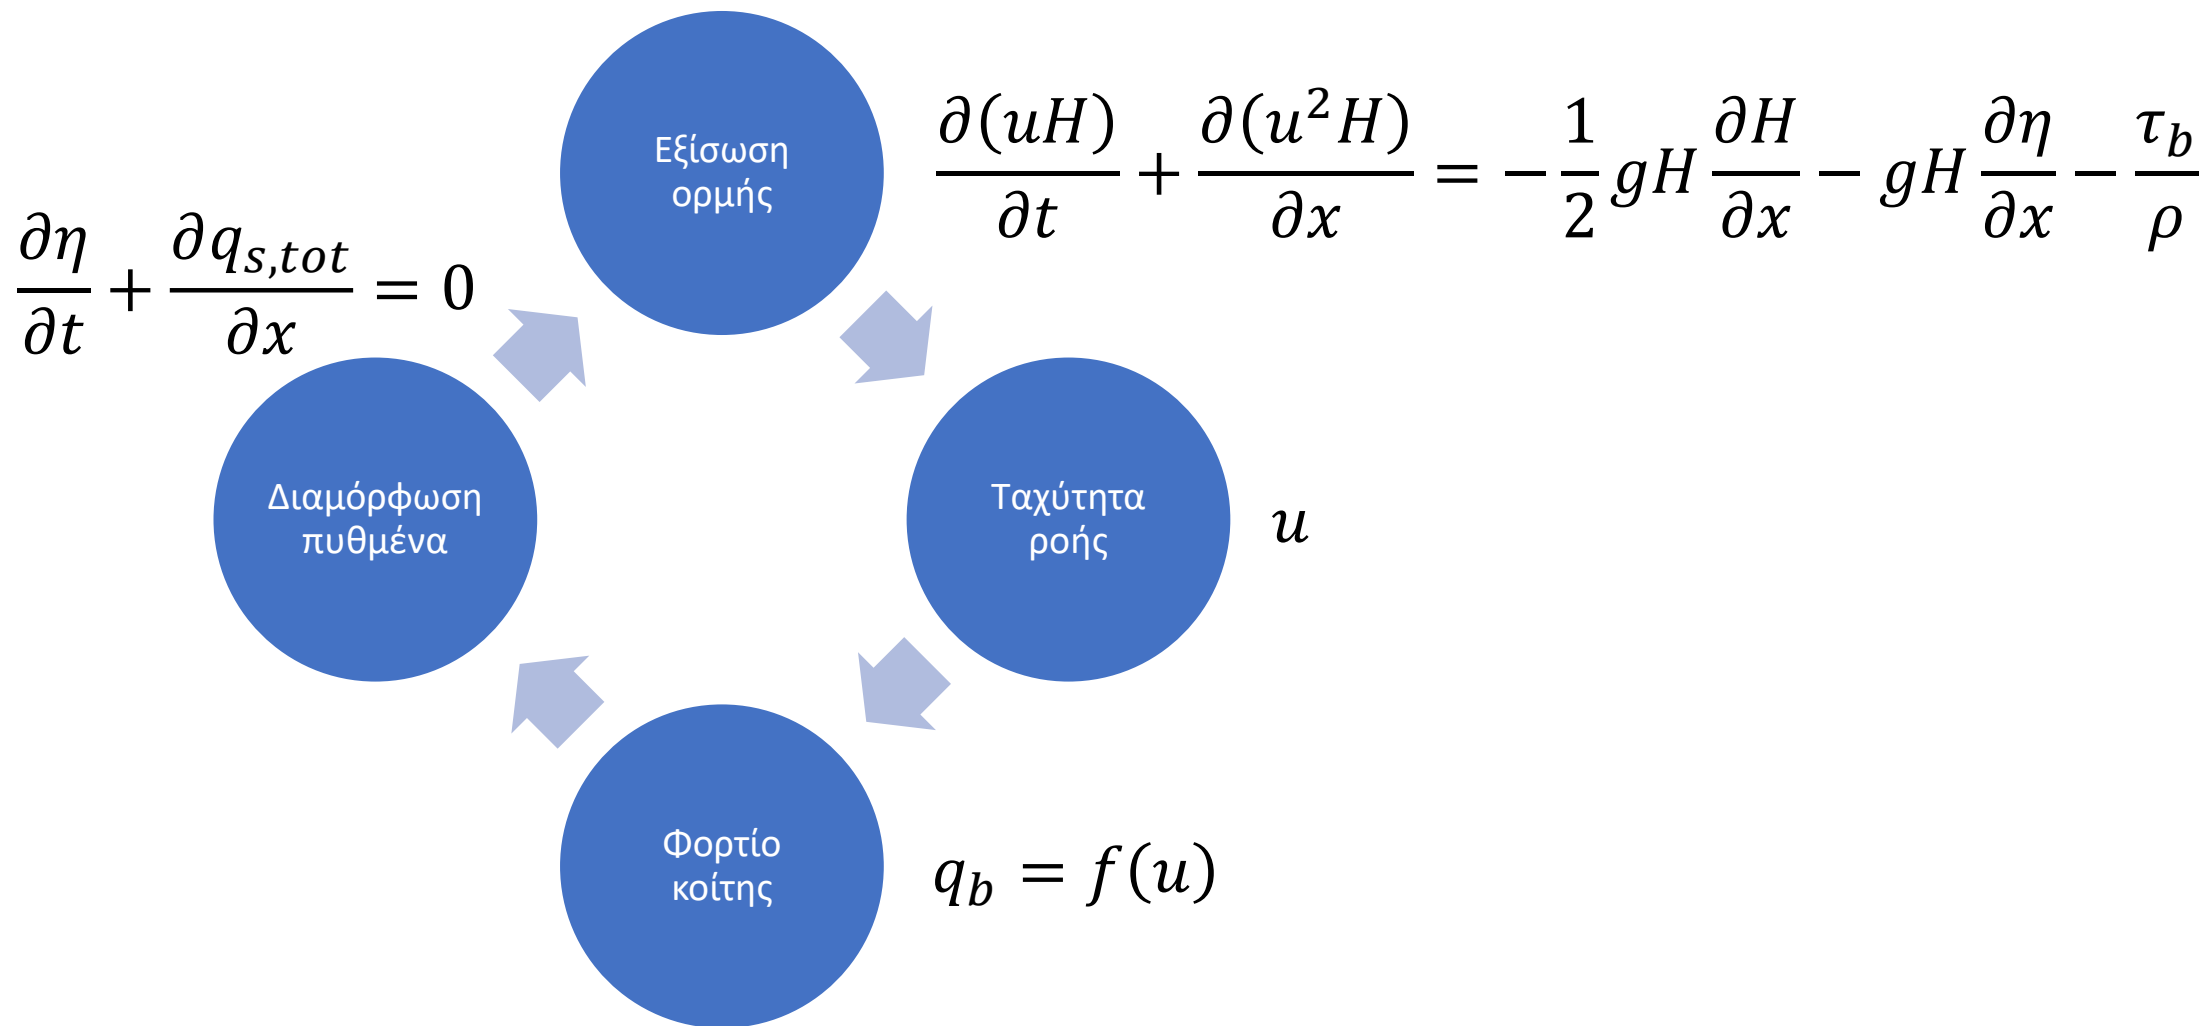 Εξίσωση
ορμής
∂(uH)/∂t + ∂(u²H)/∂x = − 1/2 gH ∂H/∂x − gH ∂η/∂x − τ_b/ρ
∂η/∂t + ∂q_{s,tot}/∂x = 0
Διαμόρφωση
πυθμένα
Ταχύτητα
ροής
u
Φορτίο
κοίτης
q_b = f(u)